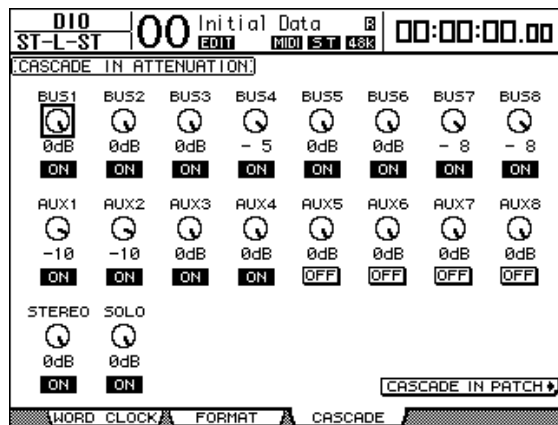 DIO
ST-L-ST
00 Initial Data
EDIT MIDI ST 48k
00:00:00.00
CASCADE IN ATTENUATION
BUS1 BUS2 BUS3 BUS4 BUS5 BUS6 BUS7 BUS8
0dB 0dB 0dB - 5 0dB 0dB - 8 - 8
ON ON ON ON ON ON ON ON
AUX1 AUX2 AUX3 AUX4 AUX5 AUX6 AUX7 AUX8
-10 -10 0dB 0dB 0dB 0dB 0dB 0dB
ON ON ON ON OFF OFF OFF OFF
STEREO SOLO
0dB 0dB
ON ON
CASCADE IN PATCH
WORD CLOCK FORMAT CASCADE